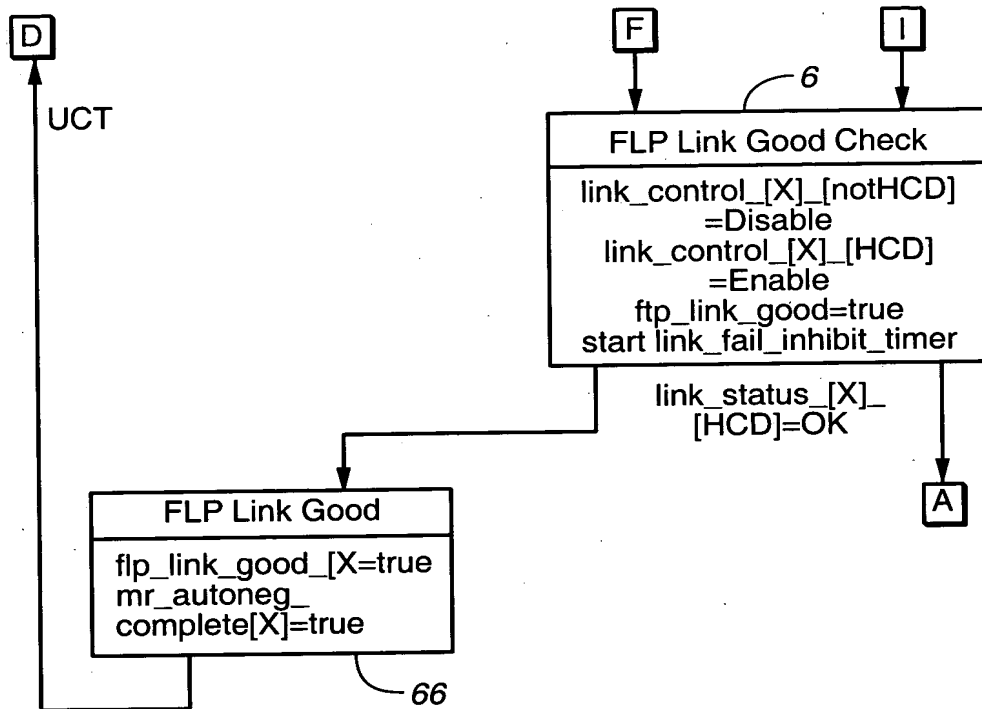 D
F
I
UCT
6
FLP Link Good Check
link_control_[X]_[notHCD]
=Disable
link_control_[X]_[HCD]
=Enable
ftp_link_good=true
start link_fail_inhibit_timer
link_status_[X]_
[HCD]=OK
A
FLP Link Good
flp_link_good_[X=true
mr_autoneg_
complete[X]=true
66